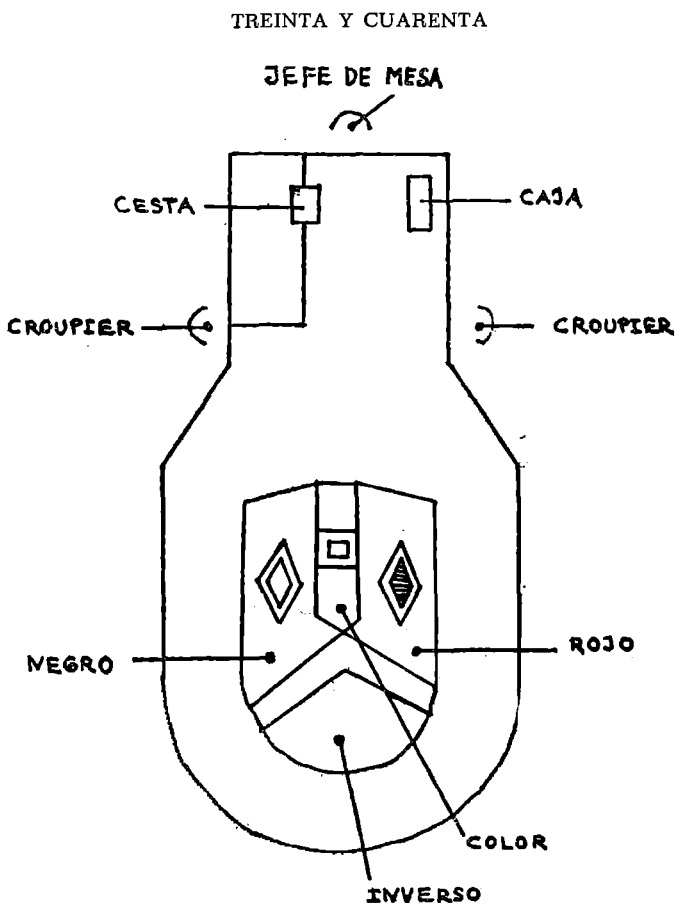 TREINTA Y CUARENTA
JEFE DE MESA
CESTA
CAJA
CROUPIER
CROUPIER
NEGRO
ROJO
COLOR
INVERSO